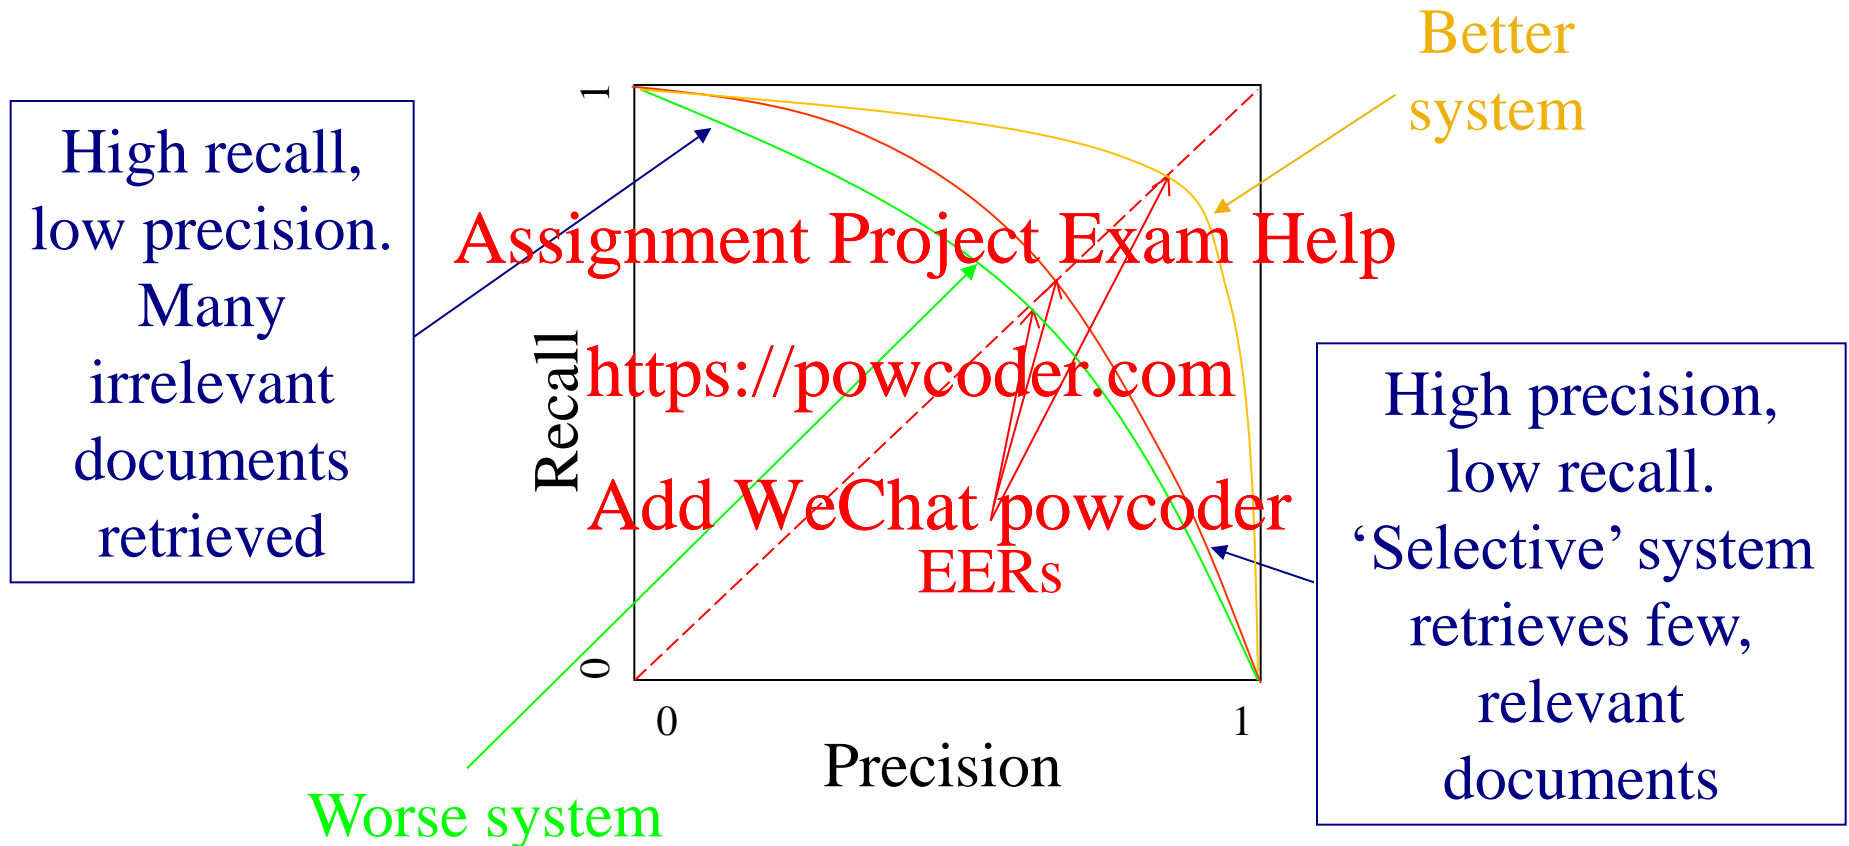 Better
system
1
High recall,
low precision.
Many
irrelevant
documents
retrieved
Assignment Project Exam Help
https://powcoder.com
Add WeChat powcoder
EERs
Recall
High precision,
low recall.
‘Selective’ system
retrieves few,
relevant
documents
0
0
1
Precision
Worse system